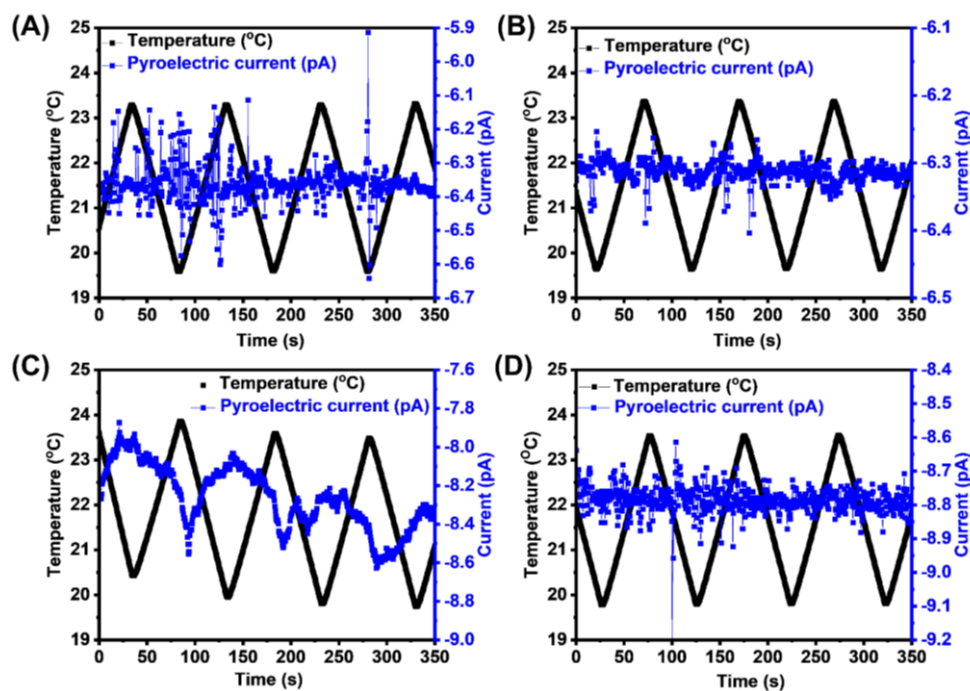 (A)
Temperature (°C)
Pyroelectric current (pA)
25
24
23
22
21
20
19
Temperature (°C)
-5.9
-6.0
-6.1
-6.2
-6.3
-6.4
-6.5
-6.6
-6.7
Current (pA)
0 50 100 150 200 250 300 350
Time (s)
(B)
Temperature (°C)
Pyroelectric current (pA)
25
24
23
22
21
20
19
Temperature (°C)
-6.1
-6.2
-6.3
-6.4
-6.5
Current (pA)
0 50 100 150 200 250 300 350
Time (s)
(C)
Temperature (°C)
Pyroelectric current (pA)
25
24
23
22
21
20
19
Temperature (°C)
-7.6
-7.8
-8.0
-8.2
-8.4
-8.6
-8.8
-9.0
Current (pA)
0 50 100 150 200 250 300 350
Time (s)
(D)
Temperature (°C)
Pyroelectric current (pA)
25
24
23
22
21
20
19
Temperature (°C)
-8.4
-8.5
-8.6
-8.7
-8.8
-8.9
-9.0
-9.1
-9.2
Current (pA)
0 50 100 150 200 250 300 350
Time (s)